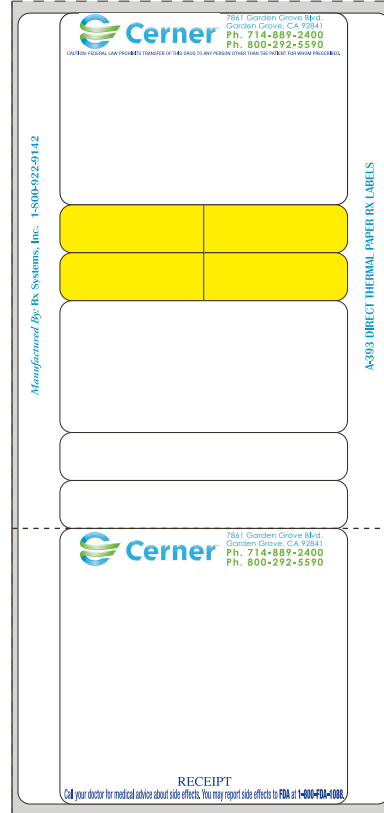 Cerner
7861 Garden Grove Blvd.
Garden Grove, CA 92841
Ph. 714-889-2400
Ph. 800-292-5590
CAUTION: FEDERAL LAW PROHIBITS TRANSFER OF THIS DRUG TO ANY PERSON OTHER THAN THE PATIENT FOR WHOM PRESCRIBED.
Manufactured By: Rx Systems, Inc. 1-800-922-9142
A-393 DIRECT THERMAL PAPER RX LABELS
Cerner
7861 Garden Grove Blvd.
Garden Grove, CA 92841
Ph. 714-889-2400
Ph. 800-292-5590
RECEIPT
Call your doctor for medical advice about side effects. You may report side effects to FDA at 1-800-FDA-1088.